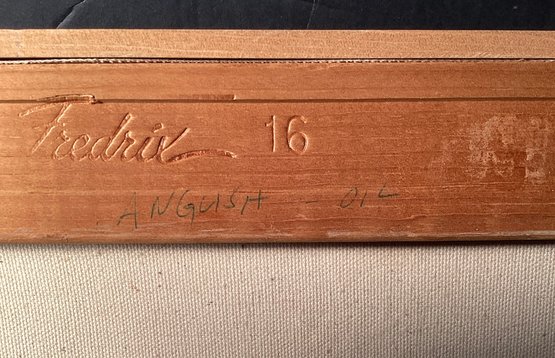 Fredrix 16
ANGUISH - OIL